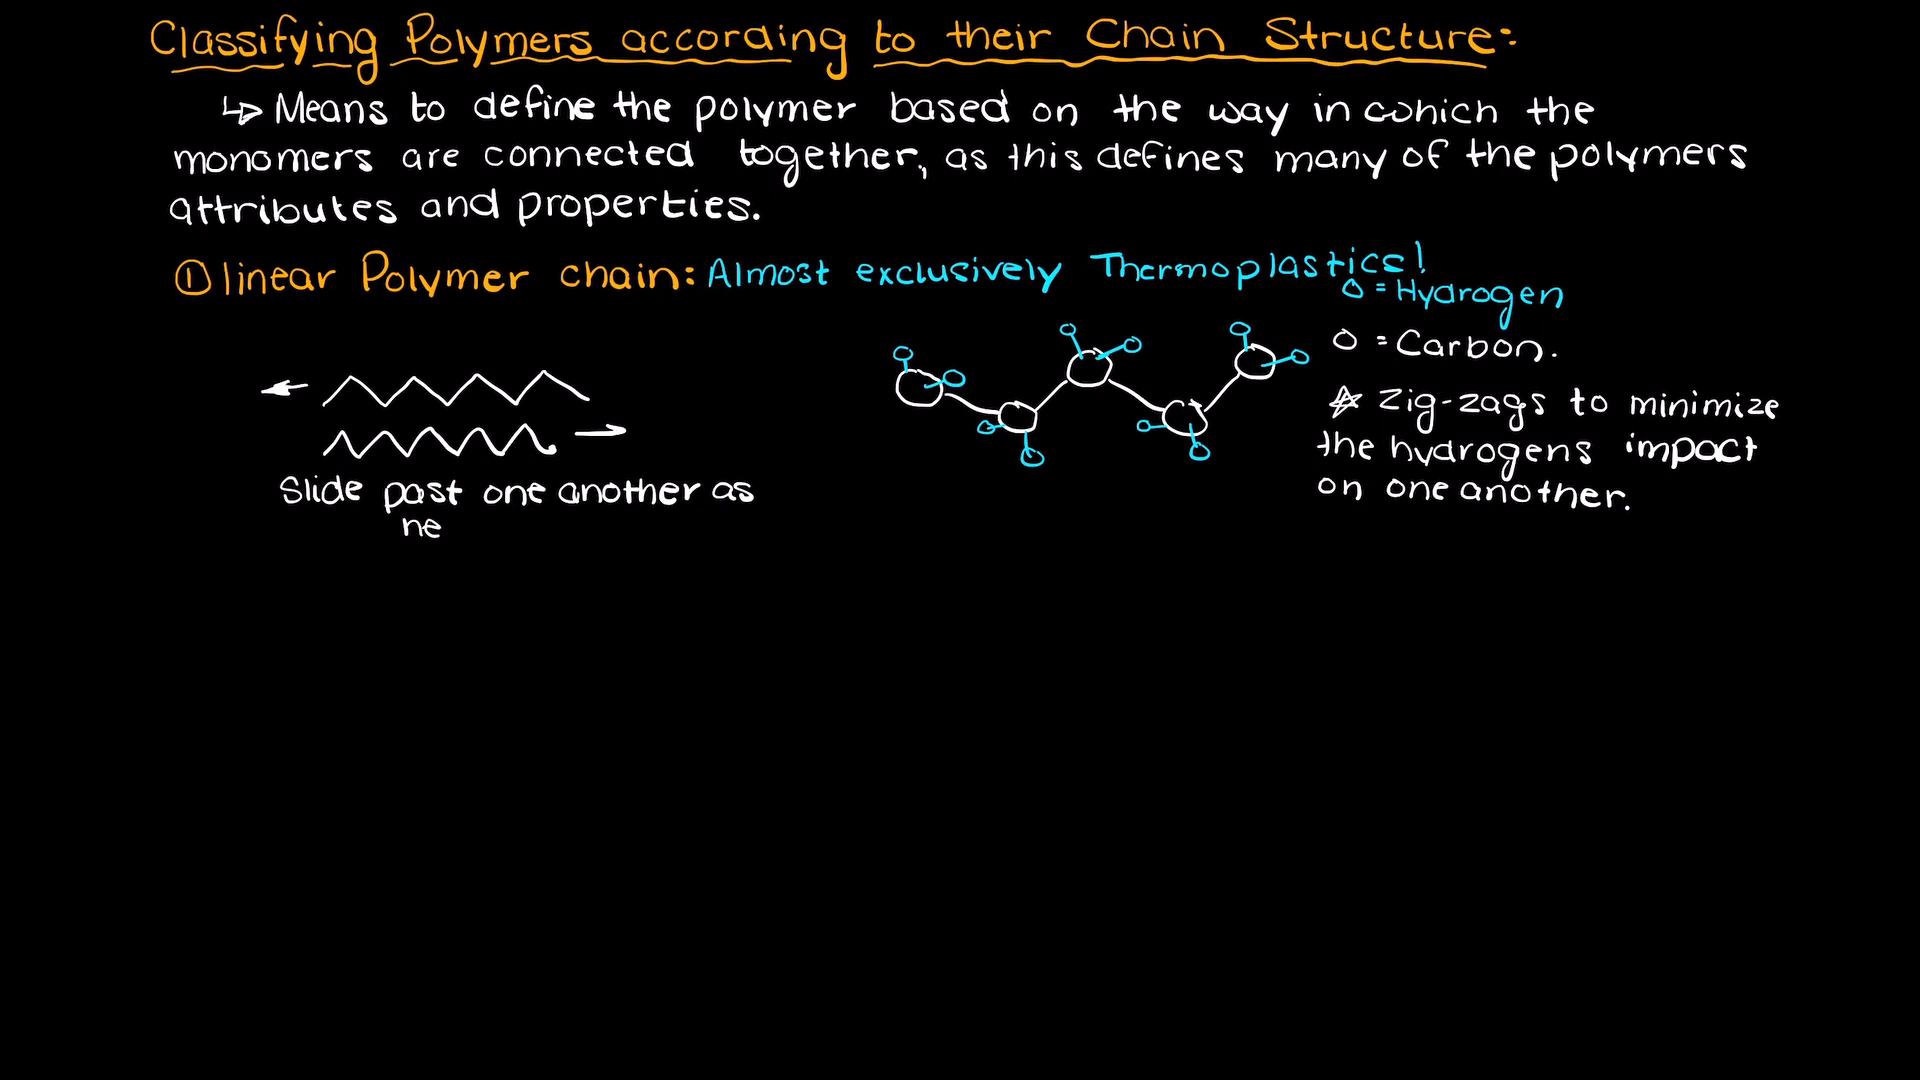 Classifying Polymers according to their Chain Structure:
↳ Means to define the polymer based on the way in which the
monomers are connected together, as this defines many of the polymers
attributes and properties.
① linear Polymer chain: Almost exclusively Thermoplastics!
O = Hydrogen
O = Carbon.
☆ Zig-zags to minimize
the hydrogens impact
on one another.
Slide past one another as
ne